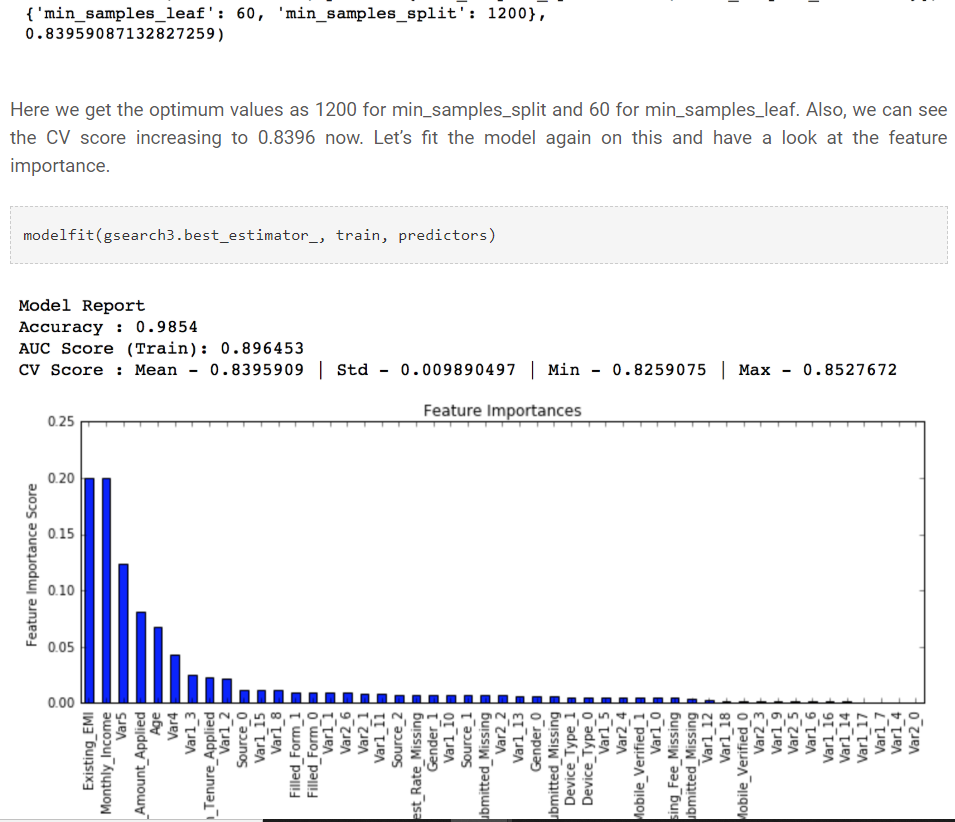 {'min_samples_leaf': 60, 'min_samples_split': 1200},
0.83959087132827259)
Here we get the optimum values as 1200 for min_samples_split and 60 for min_samples_leaf. Also, we can see
the CV score increasing to 0.8396 now. Let’s fit the model again on this and have a look at the feature
importance.
modelfit(gsearch3.best_estimator_, train, predictors)
Model Report
Accuracy : 0.9854
AUC Score (Train): 0.896453
CV Score : Mean - 0.8395909 | Std - 0.009890497 | Min - 0.8259075 | Max - 0.8527672
Feature Importances
Feature Importance Score
0.25
0.20
0.15
0.10
0.05
0.00
Existing_EMI
Monthly_Income
Var5
_Amount_Applied
Age
Var4
Var1_3
_Tenure_Applied
Var1_2
Source_0
Var1_15
Var1_8
Filled_Form_1
Filled_Form_0
Var1_1
Var2_6
Var2_1
Var1_11
Source_2
est_Rate_Missing
Gender_1
Var1_10
Source_1
ubmitted_Missing
Var2_2
Var1_13
Gender_0
ubmitted_Missing
Device_Type_1
Device_Type_0
Var1_5
Var2_4
Mobile_Verified_1
Var1_0
sing_Fee_Missing
ubmitted_Missing
Var1_12
Var1_18
Mobile_Verified_0
Var2_3
Var1_9
Var2_5
Var1_6
Var1_16
Var1_14
Var1_17
Var1_7
Var1_4
Var2_0